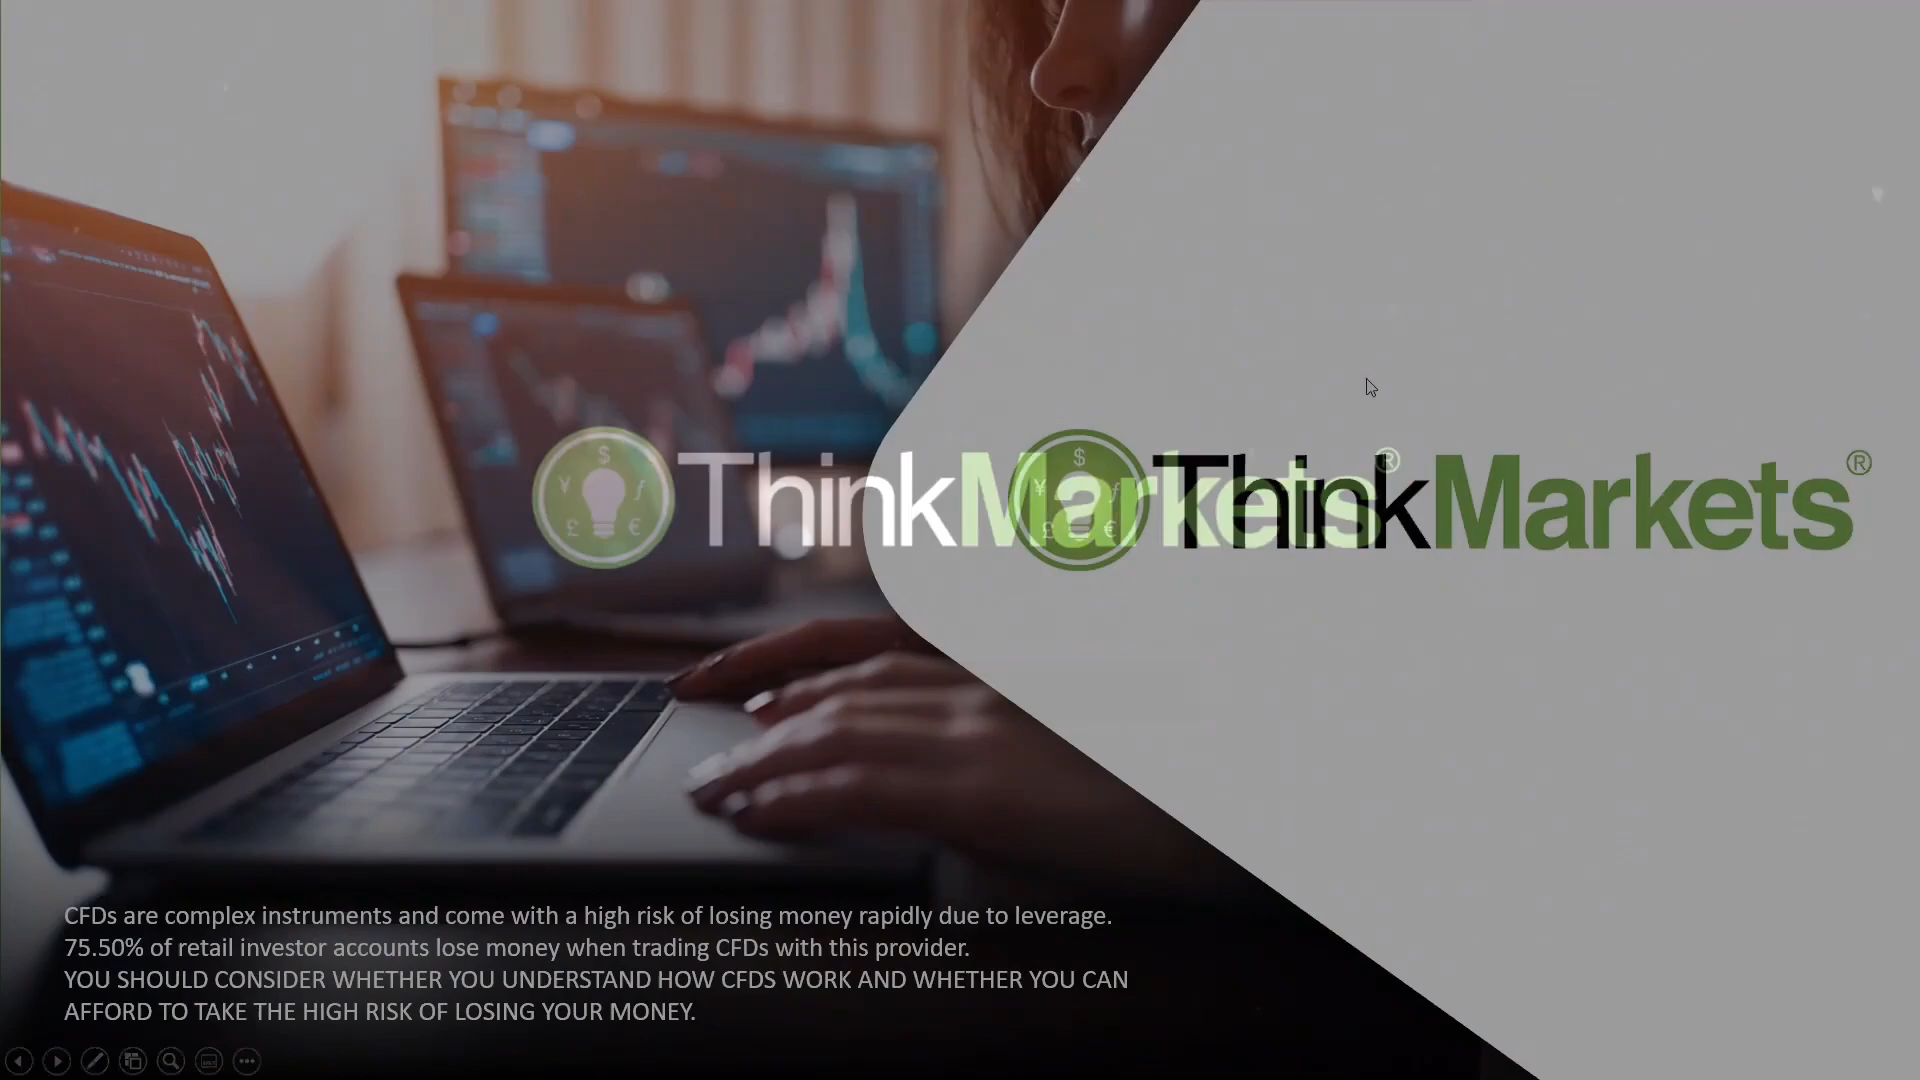 ThinkMarkets®
ThinkMarkets®
CFDs are complex instruments and come with a high risk of losing money rapidly due to leverage.
75.50% of retail investor accounts lose money when trading CFDs with this provider.
YOU SHOULD CONSIDER WHETHER YOU UNDERSTAND HOW CFDS WORK AND WHETHER YOU CAN
AFFORD TO TAKE THE HIGH RISK OF LOSING YOUR MONEY.